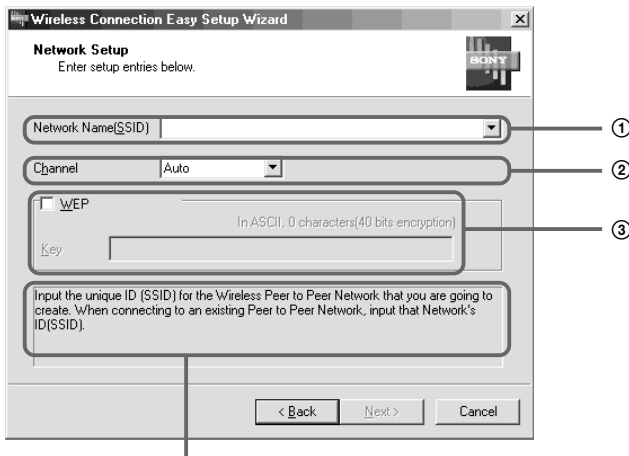 Wireless Connection Easy Setup Wizard
Network Setup
Enter setup entries below.
SONY
Network Name(SSID)
①
Channel
Auto
②
WEP
In ASCII, 0 characters(40 bits encryption)
③
Key
Input the unique ID (SSID) for the Wireless Peer to Peer Network that you are going to
create. When connecting to an existing Peer to Peer Network, input that Network's
ID(SSID).
< Back
Next >
Cancel